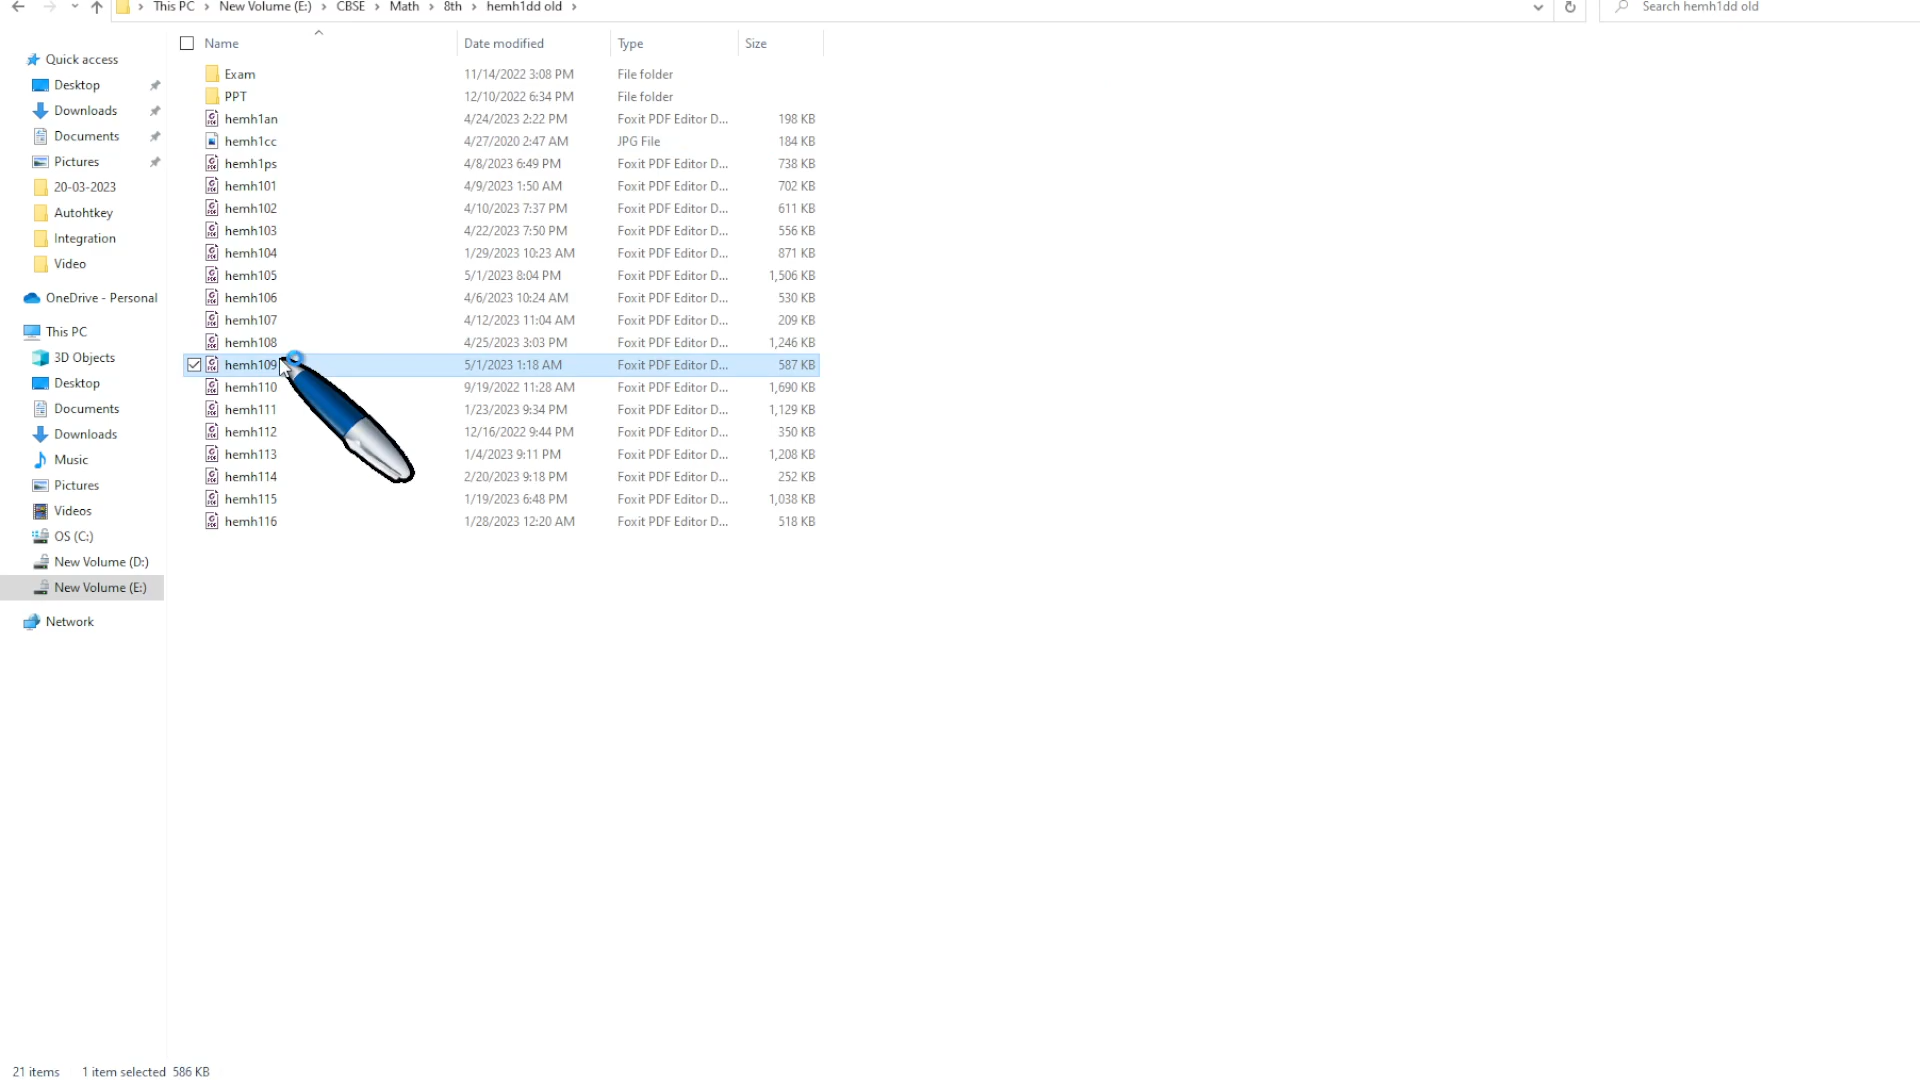 This PC › New Volume (E:) › CBSE › Math › 8th › hemh1dd old ›
Search hemh1dd old
Name Date modified Type Size
Quick access
Desktop
Downloads
Documents
Pictures
20-03-2023
Autohtkey
Integration
Video
OneDrive - Personal
This PC
3D Objects
Desktop
Documents
Downloads
Music
Pictures
Videos
OS (C:)
New Volume (D:)
New Volume (E:)
Network
Exam 11/14/2022 3:08 PM File folder
PPT 12/10/2022 6:34 PM File folder
hemh1an 4/24/2023 2:22 PM Foxit PDF Editor D... 198 KB
hemh1cc 4/27/2020 2:47 AM JPG File 184 KB
hemh1ps 4/8/2023 6:49 PM Foxit PDF Editor D... 738 KB
hemh101 4/9/2023 1:50 AM Foxit PDF Editor D... 702 KB
hemh102 4/10/2023 7:37 PM Foxit PDF Editor D... 611 KB
hemh103 4/22/2023 7:50 PM Foxit PDF Editor D... 556 KB
hemh104 1/29/2023 10:23 AM Foxit PDF Editor D... 871 KB
hemh105 5/1/2023 8:04 PM Foxit PDF Editor D... 1,506 KB
hemh106 4/6/2023 10:24 AM Foxit PDF Editor D... 530 KB
hemh107 4/12/2023 11:04 AM Foxit PDF Editor D... 209 KB
hemh108 4/25/2023 3:03 PM Foxit PDF Editor D... 1,246 KB
hemh109 5/1/2023 1:18 AM Foxit PDF Editor D... 587 KB
hemh110 9/19/2022 11:28 AM Foxit PDF Editor D... 1,690 KB
hemh111 1/23/2023 9:34 PM Foxit PDF Editor D... 1,129 KB
hemh112 12/16/2022 9:44 PM Foxit PDF Editor D... 350 KB
hemh113 1/4/2023 9:11 PM Foxit PDF Editor D... 1,208 KB
hemh114 2/20/2023 9:18 PM Foxit PDF Editor D... 252 KB
hemh115 1/19/2023 6:48 PM Foxit PDF Editor D... 1,038 KB
hemh116 1/28/2023 12:20 AM Foxit PDF Editor D... 518 KB
21 items 1 item selected 586 KB